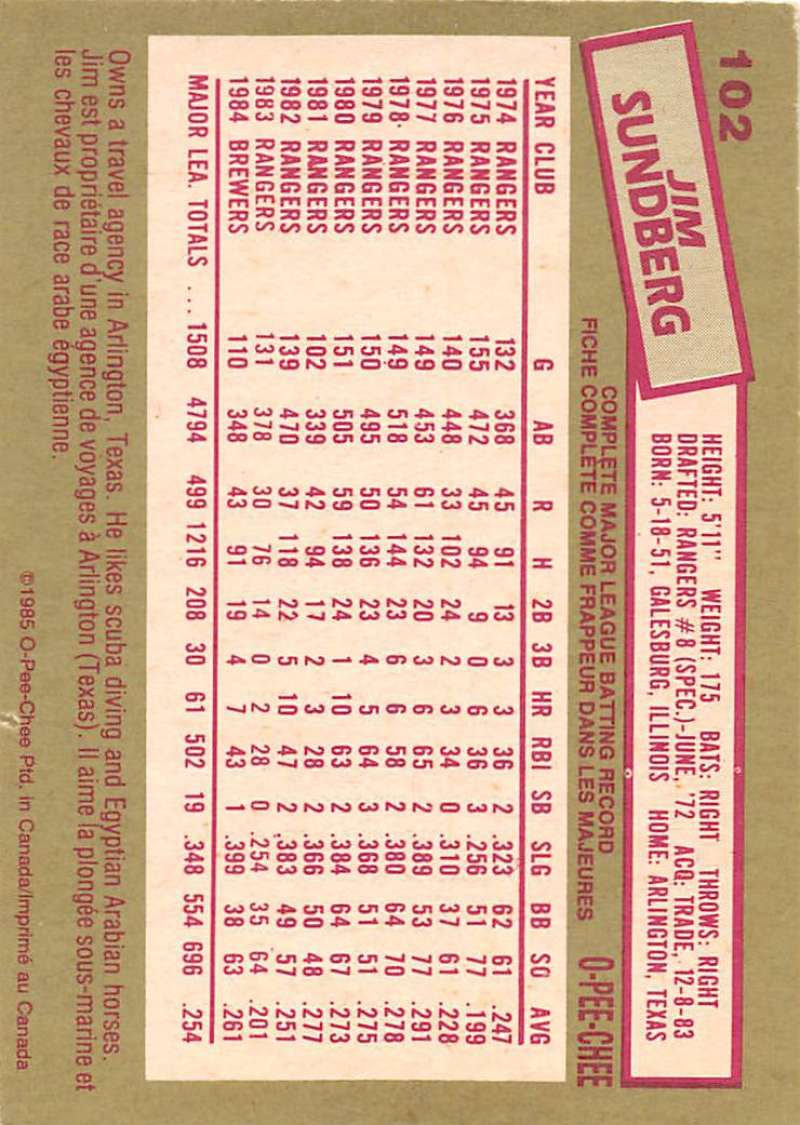 102
JIM
SUNDBERG
HEIGHT: 5'11" WEIGHT: 175 BATS: RIGHT THROWS: RIGHT
DRAFTED: RANGERS #8 (SPEC.)-JUNE, '72 ACQ: TRADE, 12-8-83
BORN: 5-18-51, GALESBURG, ILLINOIS HOME: ARLINGTON, TEXAS
COMPLETE MAJOR LEAGUE BATTING RECORD
FICHE COMPLÈTE COMME FRAPPEUR DANS LES MAJEURES O-PEE-CHEE
YEAR CLUB G AB R H 2B 3B HR RBI SB SLG BB SO AVG
1974 RANGERS 132 368 45 91 13 3 3 36 2 .323 62 61 .247
1975 RANGERS 155 472 45 94 9 0 6 36 3 .256 51 77 .199
1976 RANGERS 140 448 33 102 24 2 3 34 0 .310 37 61 .228
1977 RANGERS 149 453 61 132 20 3 6 65 2 .389 53 77 .291
1978 RANGERS 149 518 54 144 23 6 6 58 2 .380 64 70 .278
1979 RANGERS 150 495 50 136 23 4 5 64 3 .368 51 51 .275
1980 RANGERS 151 505 59 138 24 1 10 63 2 .384 64 67 .273
1981 RANGERS 102 339 42 94 17 2 3 28 2 .366 50 48 .277
1982 RANGERS 139 470 37 118 22 5 10 47 2 .383 49 57 .251
1983 RANGERS 131 378 30 76 14 0 2 28 0 .254 35 64 .201
1984 BREWERS 110 348 43 91 19 4 7 43 1 .399 38 63 .261
MAJOR LEA. TOTALS ... 1508 4794 499 1216 208 30 61 502 19 .348 554 696 .254
Owns a travel agency in Arlington, Texas. He likes scuba diving and Egyptian Arabian horses.
Jim est propriétaire d'une agence de voyages à Arlington (Texas). Il aime la plongée sous-marine et
les chevaux de race arabe égyptienne.
©1985 O-Pee-Chee Ptd. in Canada/Imprimé au Canada